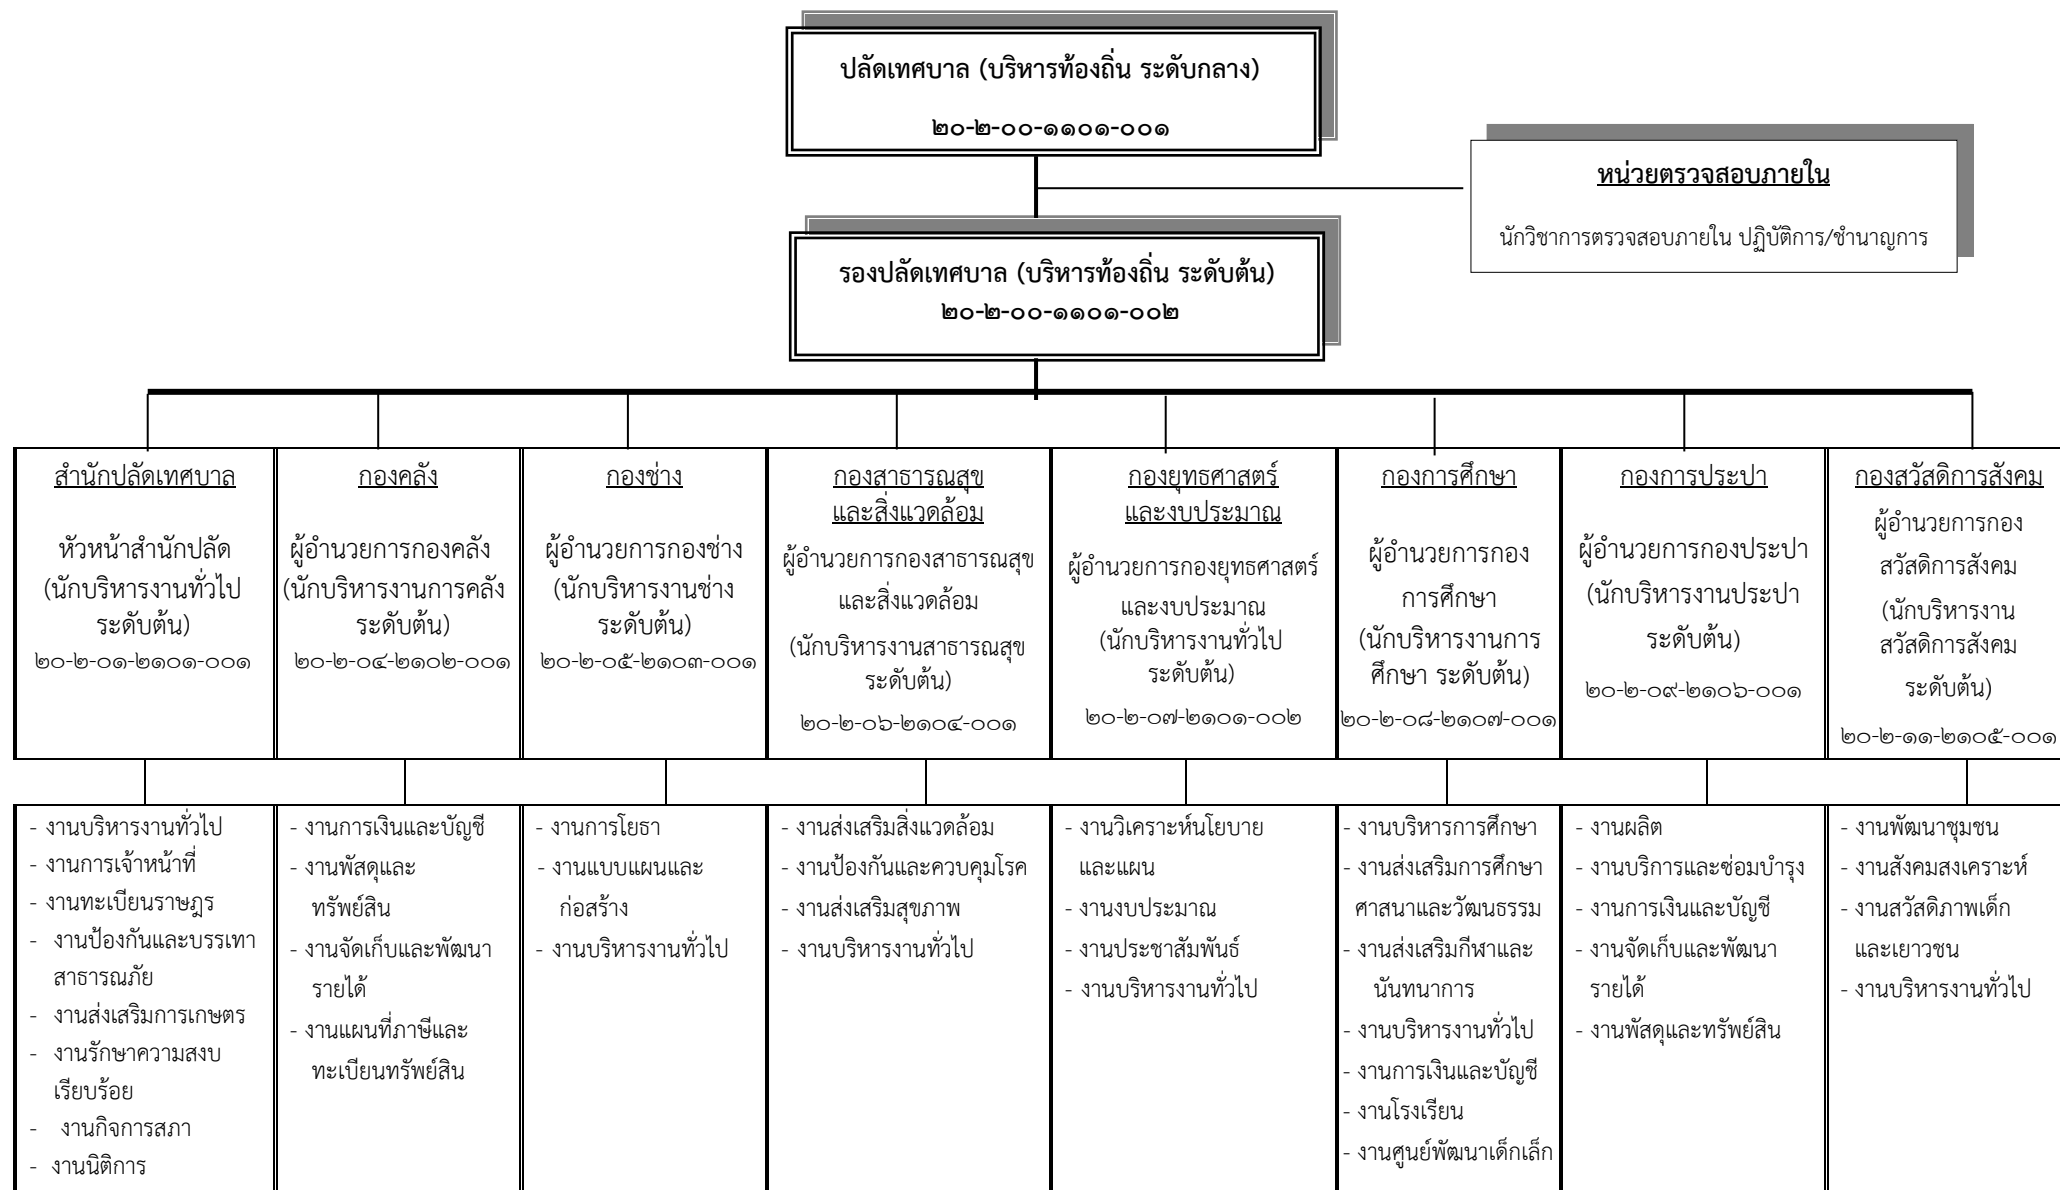 ปลัดเทศบาล (บริหารท้องถิ่น ระดับกลาง)
๒๐-๒-๐๐-๑๑๐๑-๐๐๑
หน่วยตรวจสอบภายใน
นักวิชาการตรวจสอบภายใน ปฏิบัติการ/ชำนาญการ
รองปลัดเทศบาล (บริหารท้องถิ่น ระดับต้น)
๒๐-๒-๐๐-๑๑๐๑-๐๐๒
สำนักปลัดเทศบาล
หัวหน้าสำนักปลัด
(นักบริหารงานทั่วไป
ระดับต้น)
๒๐-๒-๐๑-๒๑๐๑-๐๐๑
กองคลัง
ผู้อำนวยการกองคลัง
(นักบริหารงานการคลัง
ระดับต้น)
๒๐-๒-๐๔-๒๑๐๒-๐๐๑
กองช่าง
ผู้อำนวยการกองช่าง
(นักบริหารงานช่าง
ระดับต้น)
๒๐-๒-๐๕-๒๑๐๓-๐๐๑
กองสาธารณสุข
และสิ่งแวดล้อม
ผู้อำนวยการกองสาธารณสุข
และสิ่งแวดล้อม
(นักบริหารงานสาธารณสุข
ระดับต้น)
๒๐-๒-๐๖-๒๑๐๔-๐๐๑
กองยุทธศาสตร์
และงบประมาณ
ผู้อำนวยการกองยุทธศาสตร์
และงบประมาณ
(นักบริหารงานทั่วไป
ระดับต้น)
๒๐-๒-๐๗-๒๑๐๑-๐๐๒
กองการศึกษา
ผู้อำนวยการกอง
การศึกษา
(นักบริหารงานการ
ศึกษา ระดับต้น)
๒๐-๒-๐๘-๒๑๐๗-๐๐๑
กองการประปา
ผู้อำนวยการกองประปา
(นักบริหารงานประปา
ระดับต้น)
๒๐-๒-๐๙-๒๑๐๖-๐๐๑
กองสวัสดิการสังคม
ผู้อำนวยการกอง
สวัสดิการสังคม
(นักบริหารงาน
สวัสดิการสังคม
ระดับต้น)
๒๐-๒-๑๑-๒๑๐๕-๐๐๑
- งานบริหารงานทั่วไป
- งานการเจ้าหน้าที่
- งานทะเบียนราษฎร
- งานป้องกันและบรรเทา
สาธารณภัย
- งานส่งเสริมการเกษตร
- งานรักษาความสงบ
เรียบร้อย
- งานกิจการสภา
- งานนิติการ
- งานการเงินและบัญชี
- งานพัสดุและ
ทรัพย์สิน
- งานจัดเก็บและพัฒนา
รายได้
- งานแผนที่ภาษีและ
ทะเบียนทรัพย์สิน
- งานการโยธา
- งานแบบแผนและ
ก่อสร้าง
- งานบริหารงานทั่วไป
- งานส่งเสริมสิ่งแวดล้อม
- งานป้องกันและควบคุมโรค
- งานส่งเสริมสุขภาพ
- งานบริหารงานทั่วไป
- งานวิเคราะห์นโยบาย
และแผน
- งานงบประมาณ
- งานประชาสัมพันธ์
- งานบริหารงานทั่วไป
- งานบริหารการศึกษา
- งานส่งเสริมการศึกษา
ศาสนาและวัฒนธรรม
- งานส่งเสริมกีฬาและ
นันทนาการ
- งานบริหารงานทั่วไป
- งานการเงินและบัญชี
- งานโรงเรียน
- งานศูนย์พัฒนาเด็กเล็ก
- งานผลิต
- งานบริการและซ่อมบำรุง
- งานการเงินและบัญชี
- งานจัดเก็บและพัฒนา
รายได้
- งานพัสดุและทรัพย์สิน
- งานพัฒนาชุมชน
- งานสังคมสงเคราะห์
- งานสวัสดิภาพเด็ก
และเยาวชน
- งานบริหารงานทั่วไป